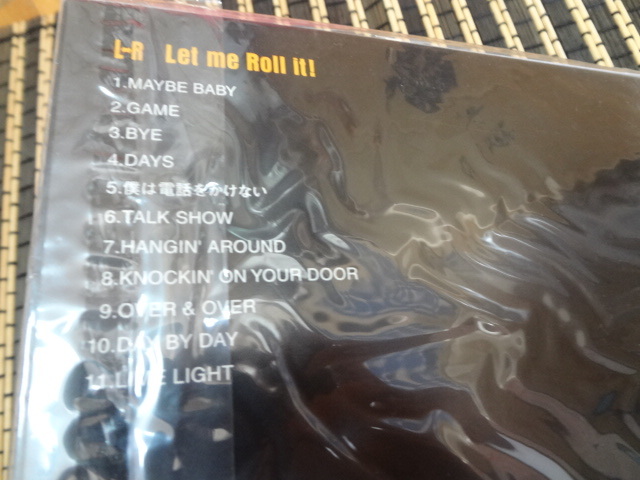 L-R Let me Roll it!
1.MAYBE BABY
2.GAME
3.BYE
4.DAYS
5.僕は電話をかけない
6.TALK SHOW
7.HANGIN' AROUND
8.KNOCKIN' ON YOUR DOOR
9.OVER & OVER
10.DAY BY DAY
11.LIME LIGHT